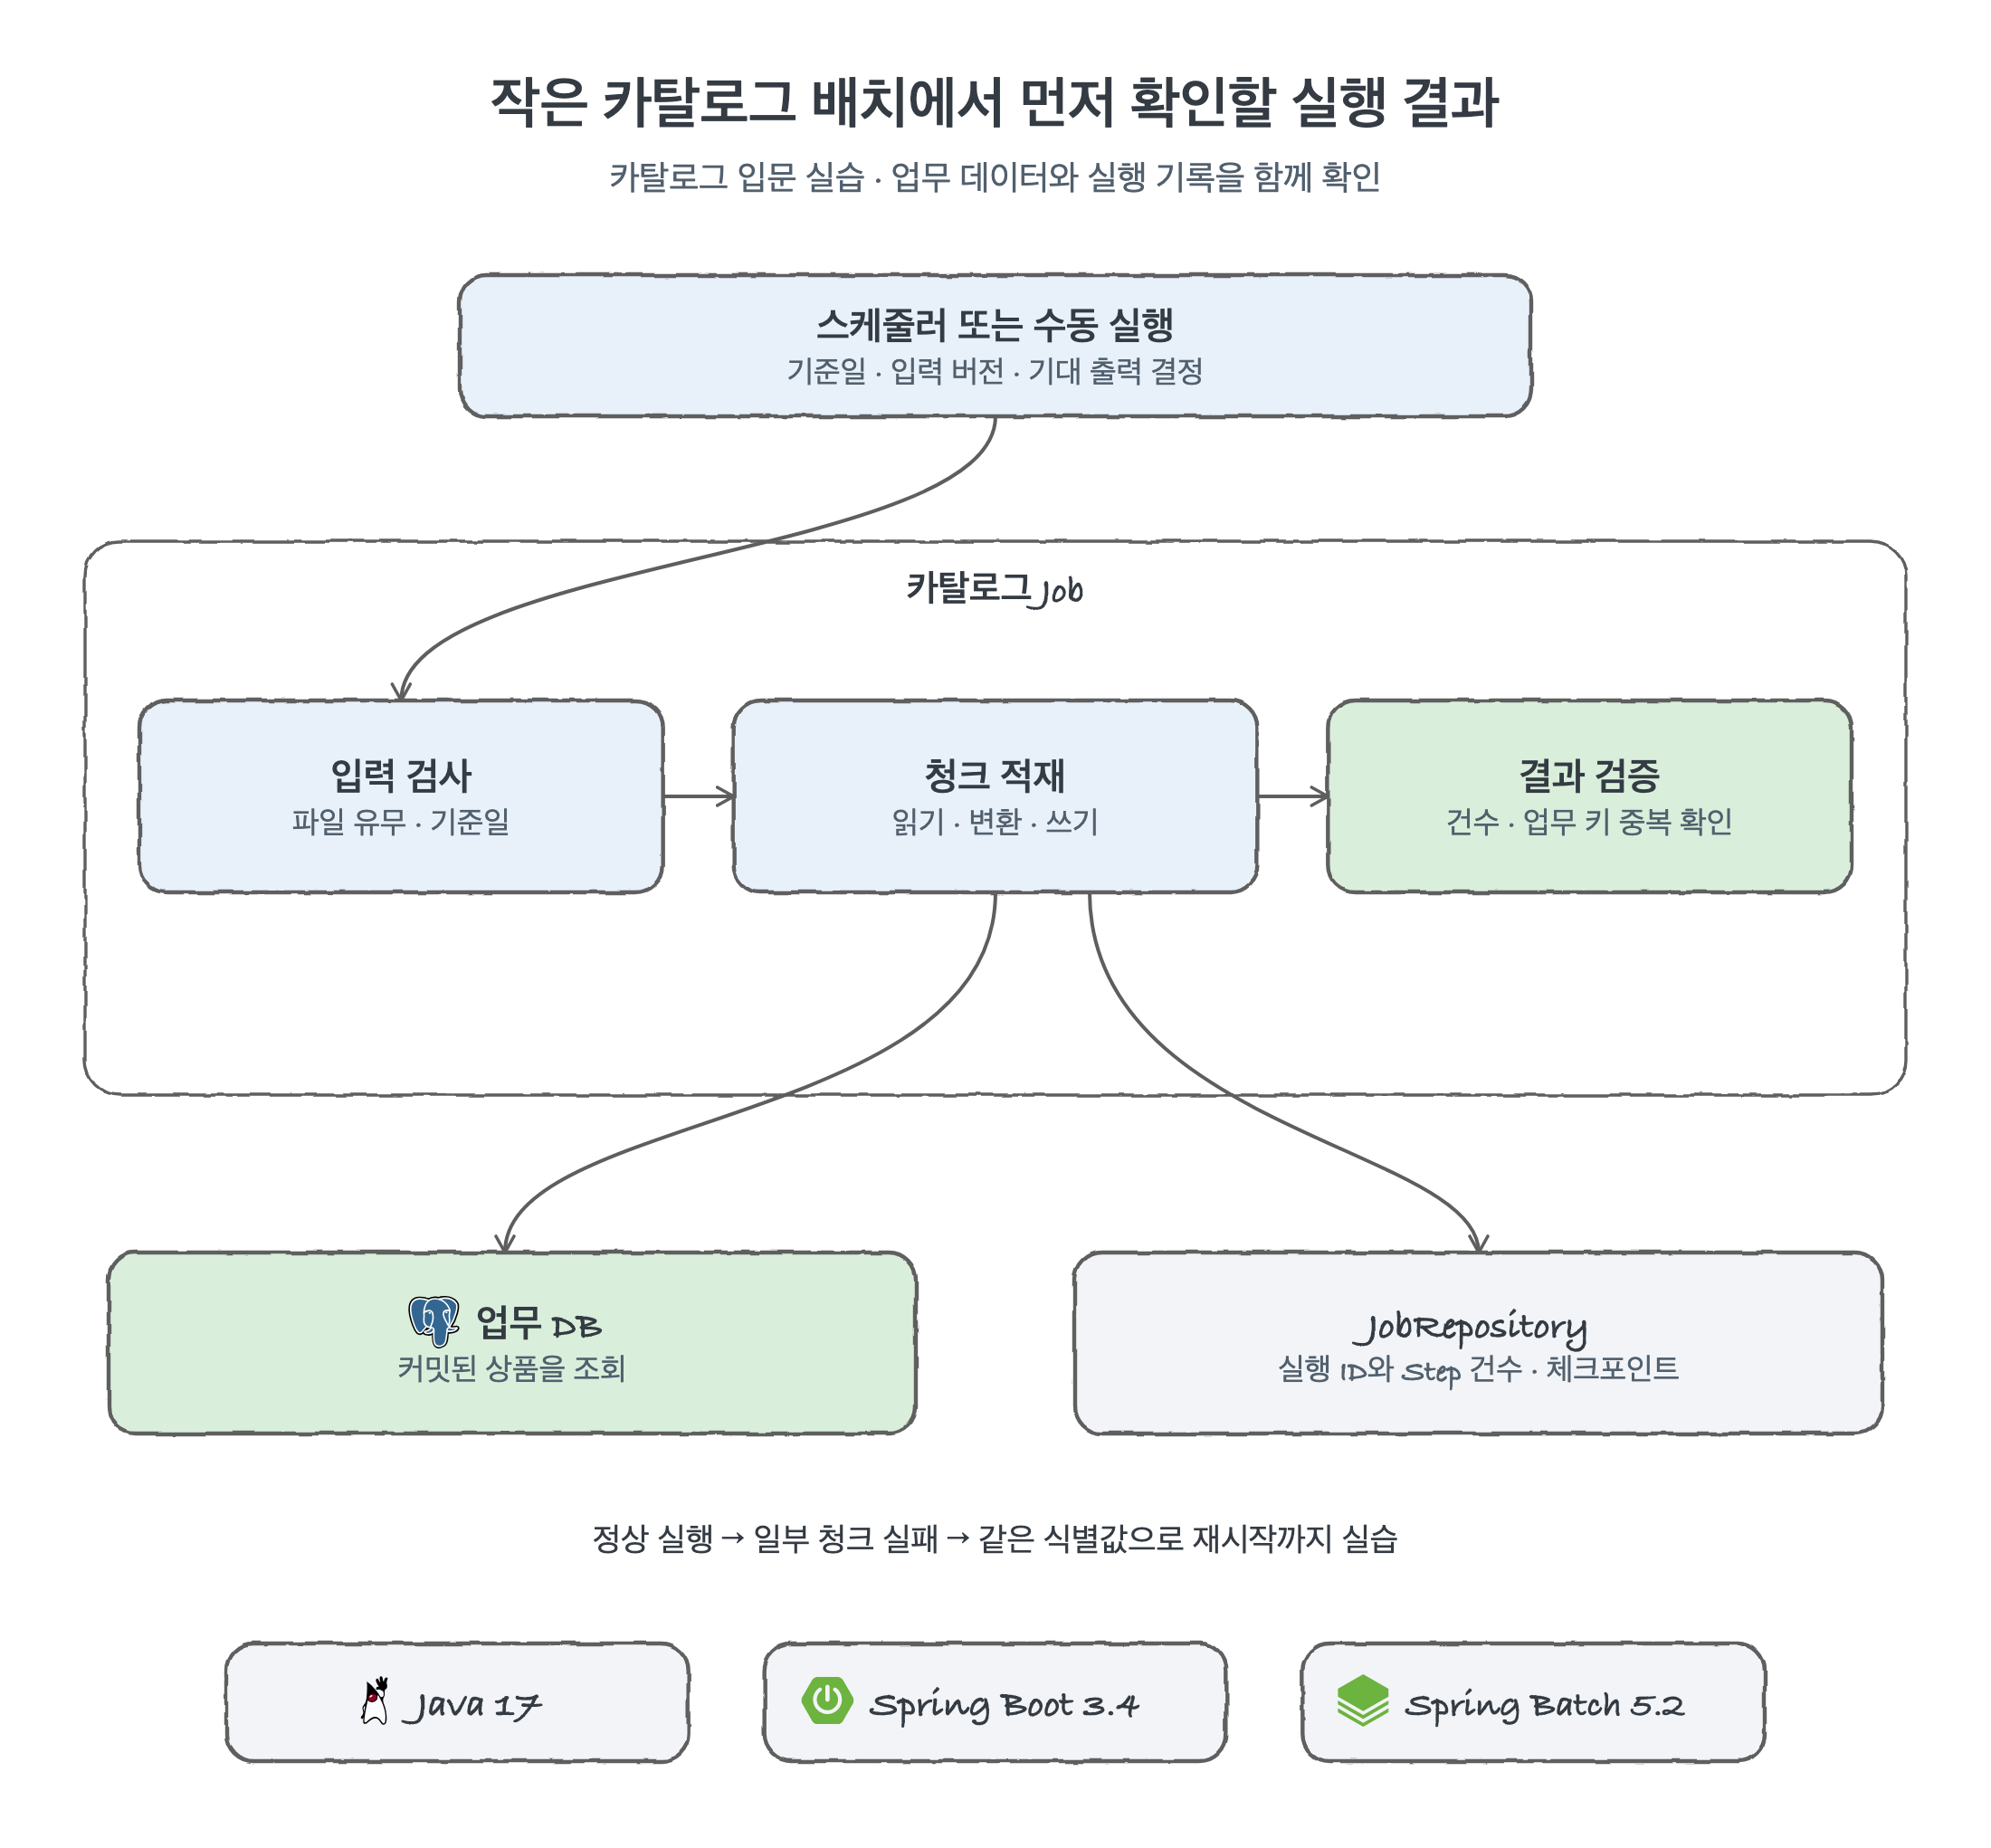 작은 카탈로그 배치에서 먼저 확인할 실행 결과
카탈로그 입문 실습 · 업무 데이터와 실행 기록을 함께 확인
스케줄러 또는 수동 실행
기준일 · 입력 버전 · 기대 출력 결정
카탈로그 Job
입력 검사
파일 유무 · 기준일
청크 적재
읽기 · 변환 · 쓰기
결과 검증
건수 · 업무 키 중복 확인
업무 DB
커밋된 상품을 조회
JobRepository
실행 ID와 Step 건수 · 체크포인트
정상 실행 → 일부 청크 실패 → 같은 식별값으로 재시작까지 실습
Java 17
Spring Boot 3.4
Spring Batch 5.2